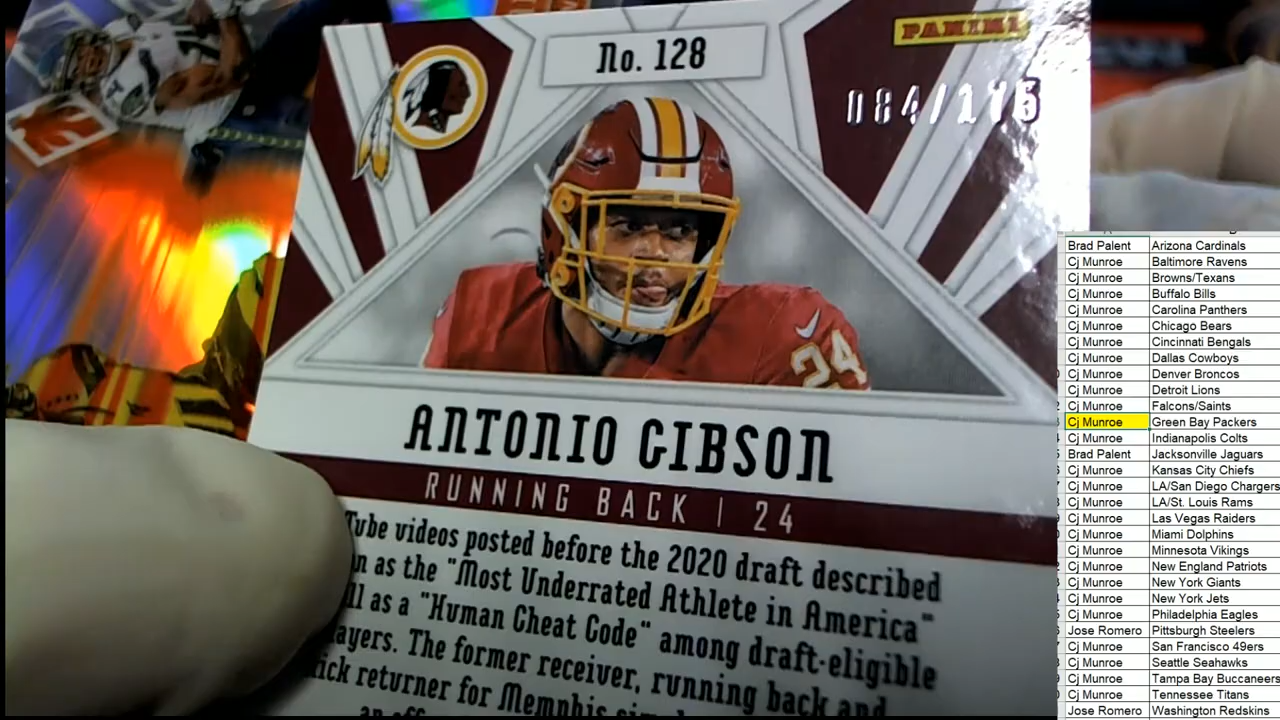 No. 128
PANINI
084/175
ANTONIO GIBSON
RUNNING BACK | 24
Tube videos posted before the 2020 draft described
as the "Most Underrated Athlete in America"
as a "Human Cheat Code" among draft-eligible
The former receiver, running back and
returner for Memphis
24
Brad Palent Arizona Cardinals
Cj Munroe Baltimore Ravens
Cj Munroe Browns/Texans
Cj Munroe Buffalo Bills
Cj Munroe Carolina Panthers
Cj Munroe Chicago Bears
Cj Munroe Cincinnati Bengals
Cj Munroe Dallas Cowboys
Cj Munroe Denver Broncos
Cj Munroe Detroit Lions
Cj Munroe Falcons/Saints
Cj Munroe Green Bay Packers
Cj Munroe Indianapolis Colts
Brad Palent Jacksonville Jaguars
Cj Munroe Kansas City Chiefs
Cj Munroe LA/San Diego Chargers
Cj Munroe LA/St. Louis Rams
Cj Munroe Las Vegas Raiders
Cj Munroe Miami Dolphins
Cj Munroe Minnesota Vikings
Cj Munroe New England Patriots
Cj Munroe New York Giants
Cj Munroe New York Jets
Cj Munroe Philadelphia Eagles
Jose Romero Pittsburgh Steelers
Cj Munroe San Francisco 49ers
Cj Munroe Seattle Seahawks
Cj Munroe Tampa Bay Buccaneers
Cj Munroe Tennessee Titans
Jose Romero Washington Redskins